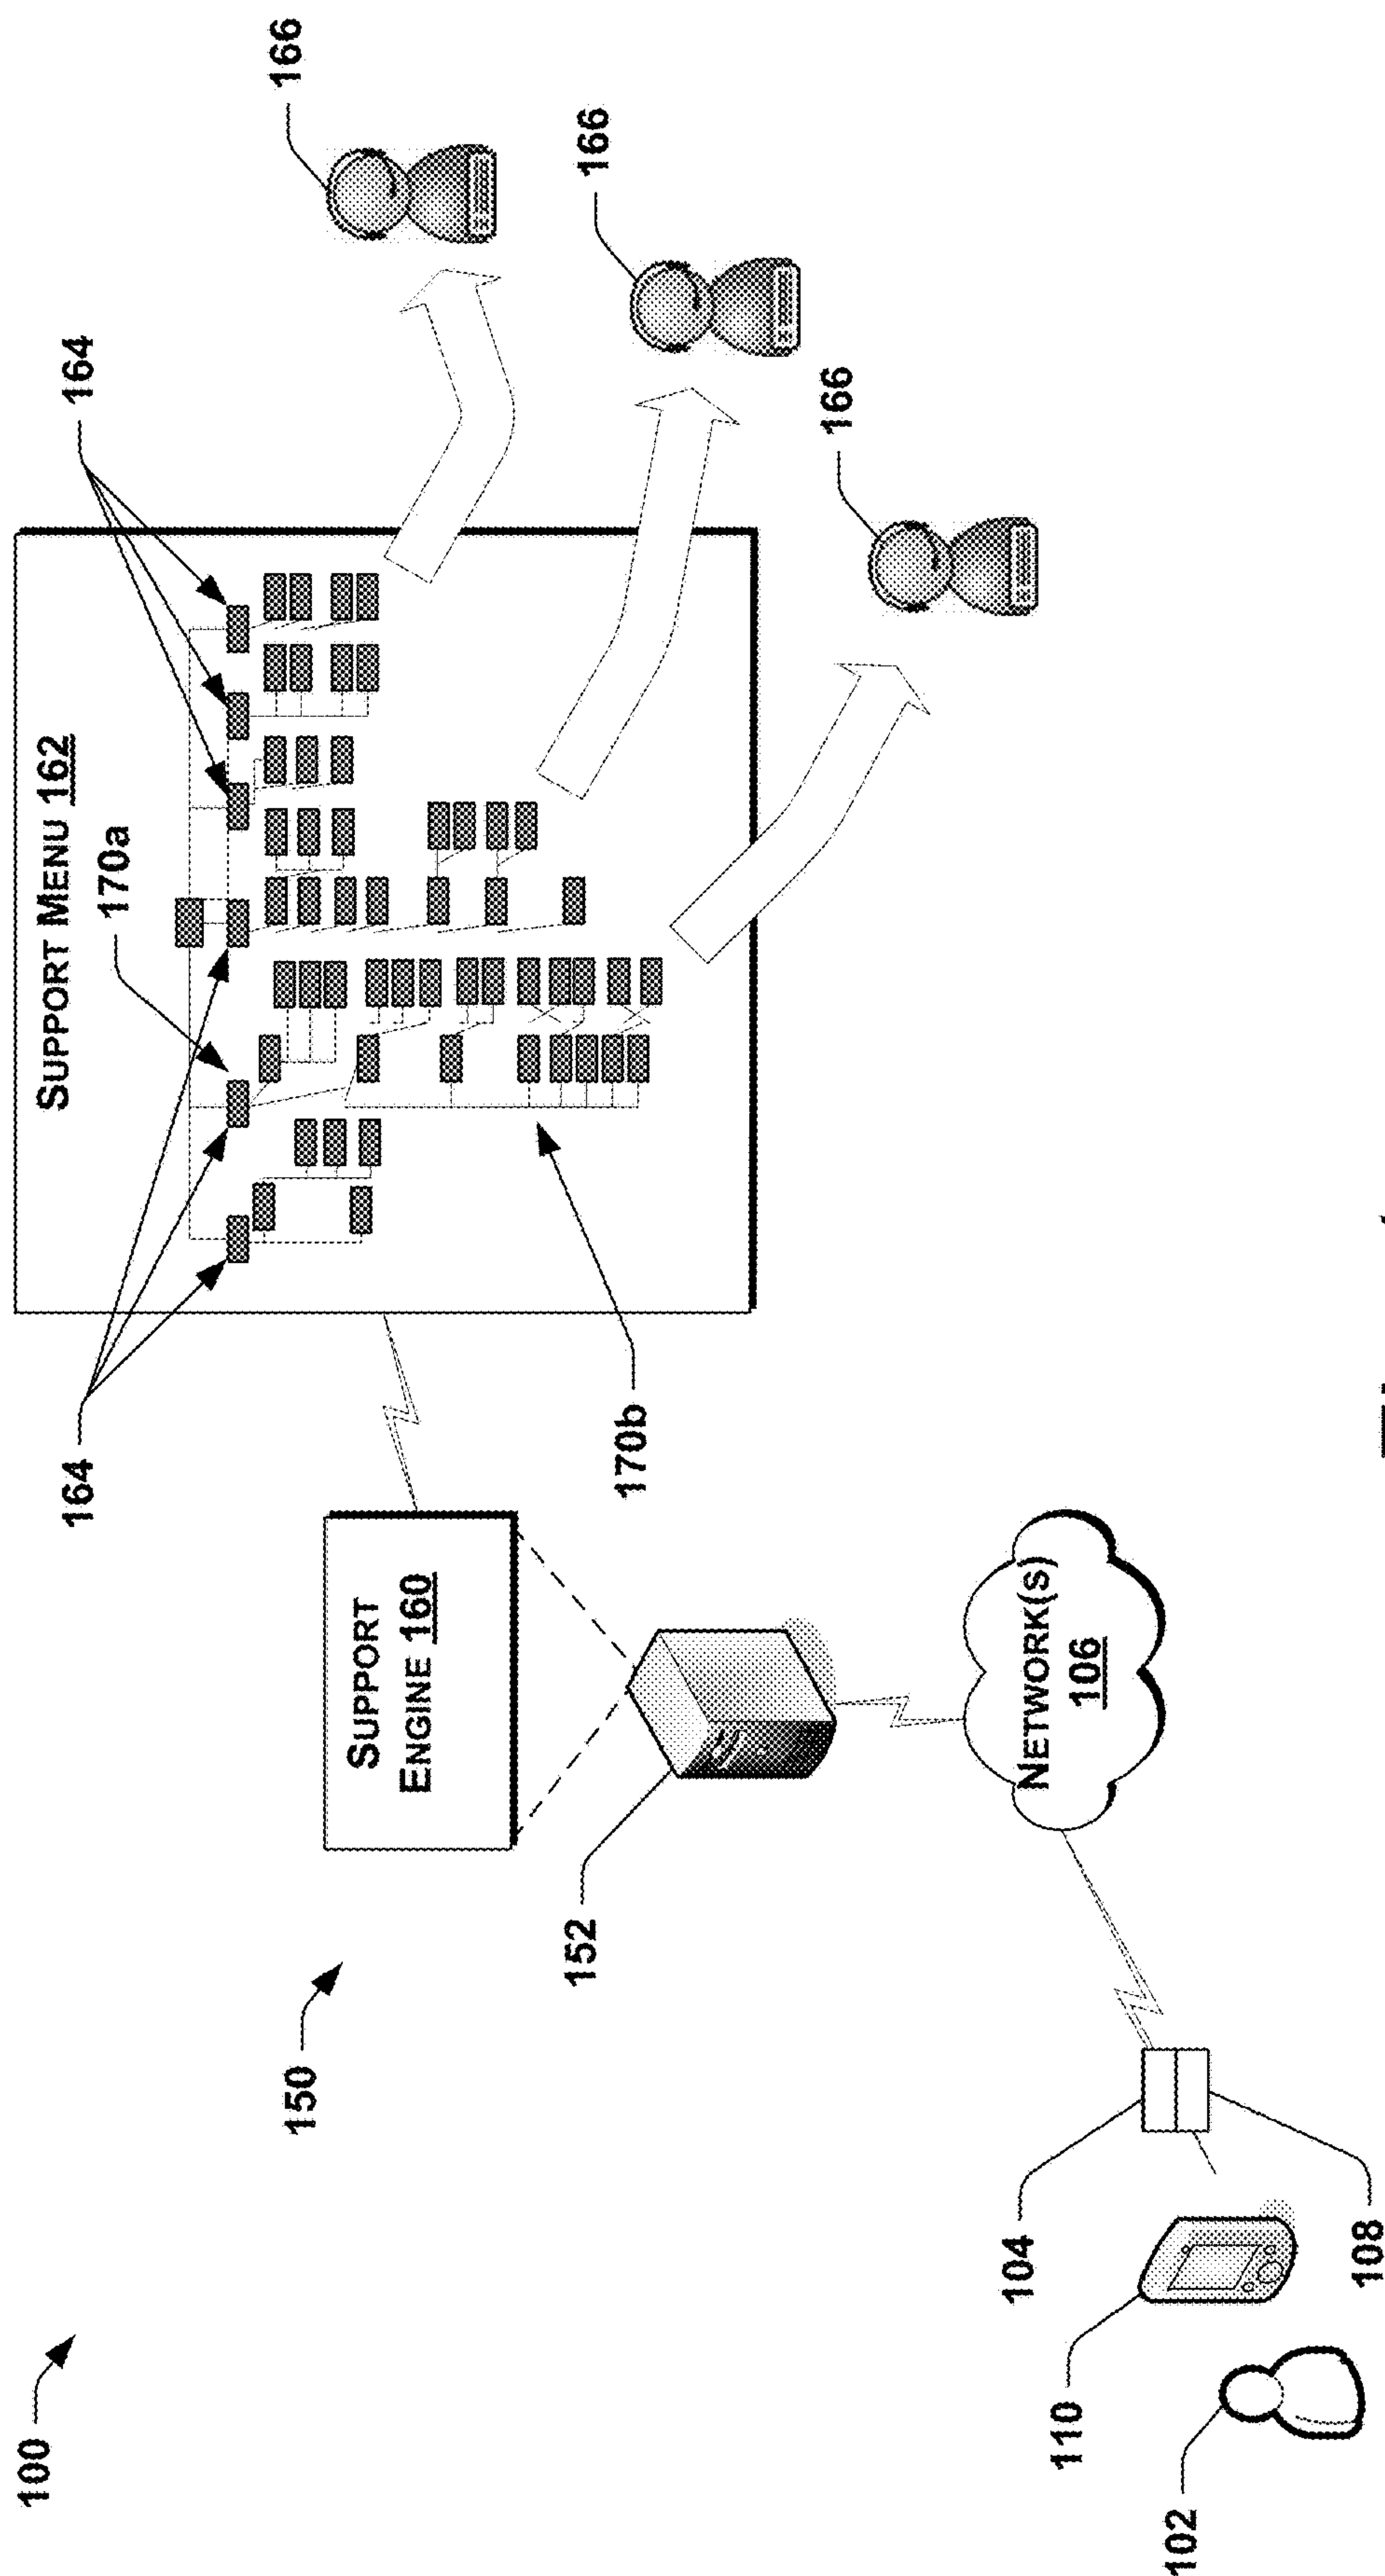 100
150
164
SUPPORT MENU 162
170a
164
166
166
166
SUPPORT
ENGINE 160
170b
152
NETWORK(S)
106
104
110
102
108